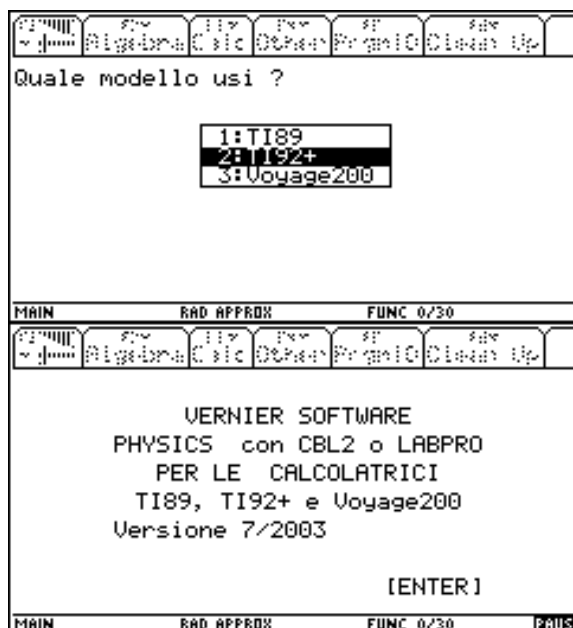 Algebra Calc Other PrgmIO Clean Up
Quale modello usi ?
1:TI89
2:TI92+
3:Voyage200
MAIN RAD APPROX FUNC 0/30
Algebra Calc Other PrgmIO Clean Up
VERNIER SOFTWARE
PHYSICS con CBL2 o LABPRO
PER LE CALCOLATRICI
TI89, TI92+ e Voyage200
Versione 7/2003
[ENTER]
MAIN RAD APPROX FUNC 0/30